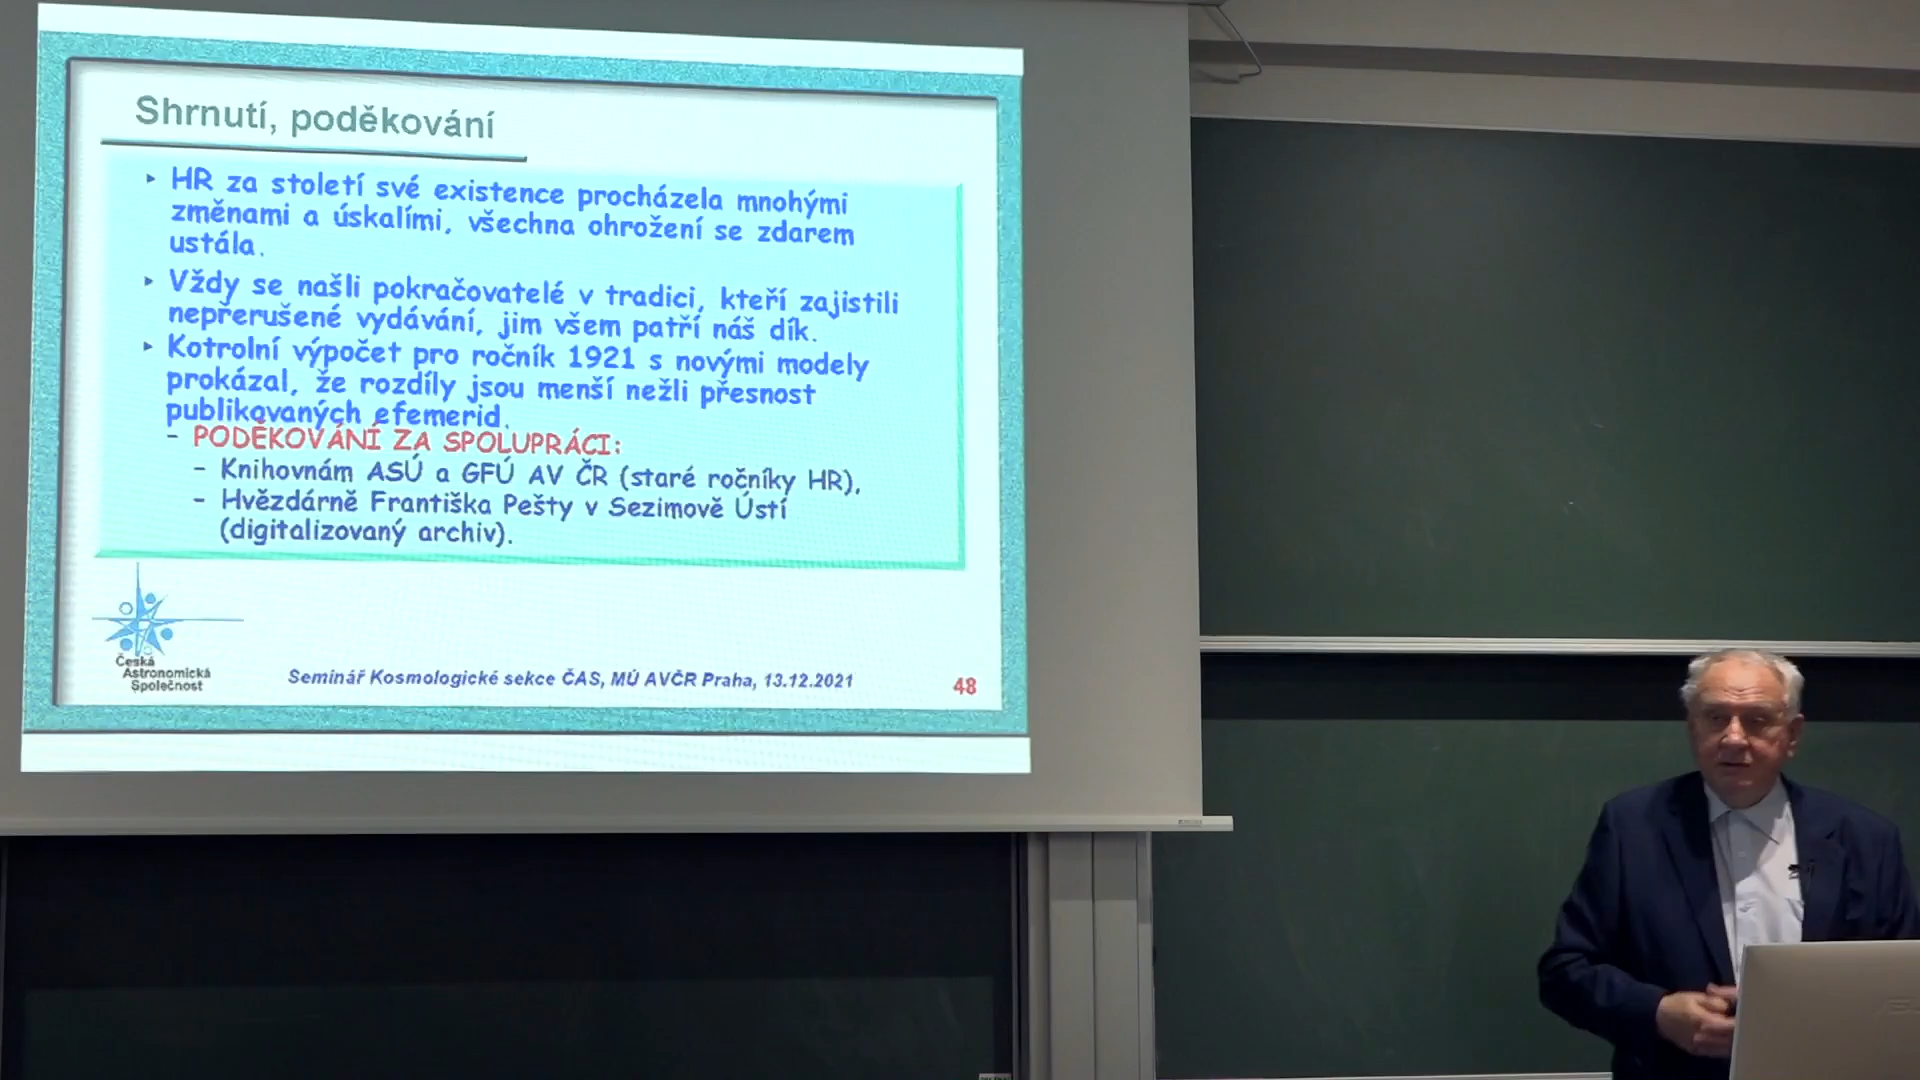 Shrnutí, poděkování
HR za století své existence procházela mnohými
změnami a úskalími, všechna ohrožení se zdarem
ustála.
Vždy se našli pokračovatelé v tradici, kteří zajistili
nepřerušené vydávání, jim všem patří náš dík.
Kotrolní výpočet pro ročník 1921 s novými modely
prokázal, že rozdíly jsou menší nežli přesnost
publikovaných efemerid.
- PODĚKOVÁNÍ ZA SPOLUPRÁCI:
- Knihovnám ASÚ a GFÚ AV ČR (staré ročníky HR),
- Hvězdárně Františka Pešty v Sezimově Ústí
(digitalizovaný archiv).
Česká
Astronomická
Společnost
Seminář Kosmologické sekce ČAS, MÚ AVČR Praha, 13.12.2021
48